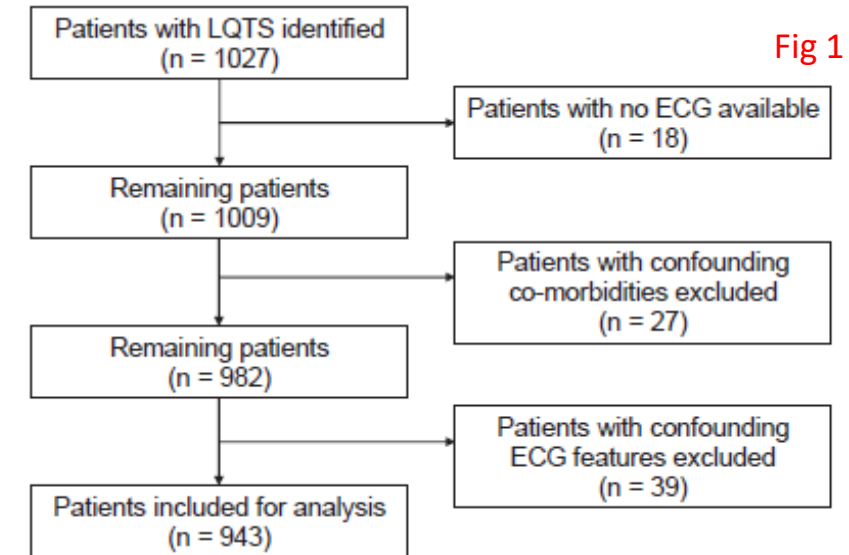 Patients with LQTS identified
(n = 1027)
Fig 1
Patients with no ECG available
(n = 18)
Remaining patients
(n = 1009)
Patients with confounding
co-morbidities excluded
(n = 27)
Remaining patients
(n = 982)
Patients with confounding
ECG features excluded
(n = 39)
Patients included for analysis
(n = 943)